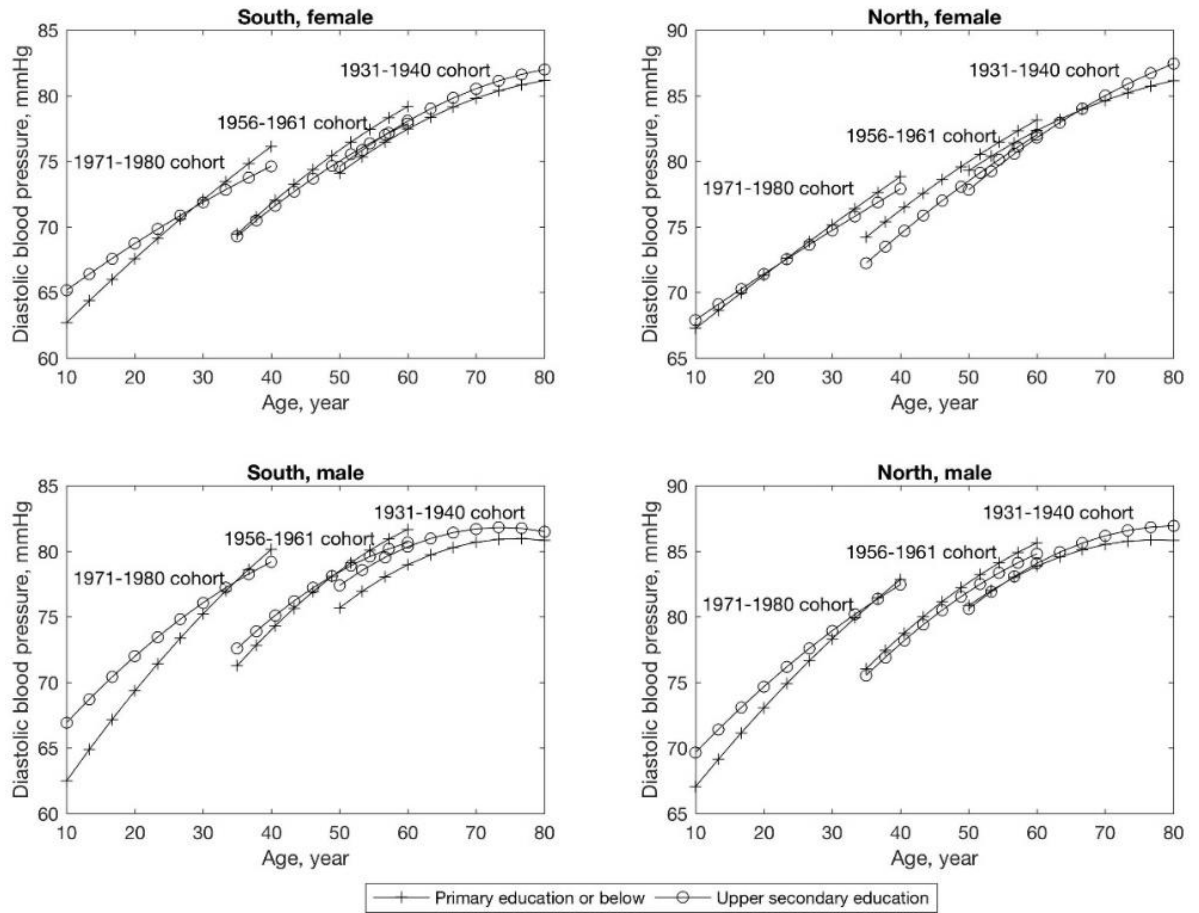 South, female
85
80
75
70
65
60
10 20 30 40 50 60 70 80
Diastolic blood pressure, mmHg
Age, year
1931-1940 cohort
1956-1961 cohort
1971-1980 cohort
North, female
90
85
80
75
70
65
10 20 30 40 50 60 70 80
Diastolic blood pressure, mmHg
Age, year
1931-1940 cohort
1956-1961 cohort
1971-1980 cohort
South, male
85
80
75
70
65
60
10 20 30 40 50 60 70 80
Diastolic blood pressure, mmHg
Age, year
1931-1940 cohort
1956-1961 cohort
1971-1980 cohort
North, male
90
85
80
75
70
65
10 20 30 40 50 60 70 80
Diastolic blood pressure, mmHg
Age, year
1931-1940 cohort
1956-1961 cohort
1971-1980 cohort
Primary education or below Upper secondary education